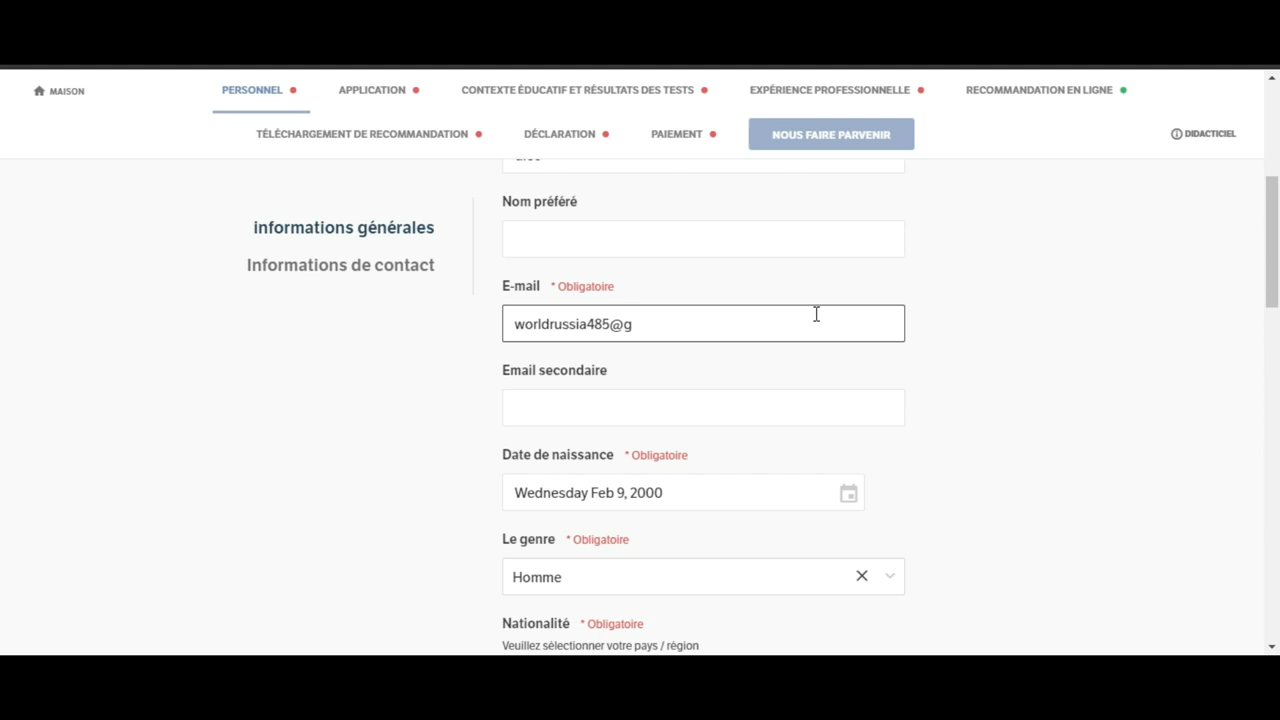 MAISON
PERSONNEL
APPLICATION
CONTEXTE ÉDUCATIF ET RÉSULTATS DES TESTS
EXPÉRIENCE PROFESSIONNELLE
RECOMMANDATION EN LIGNE
TÉLÉCHARGEMENT DE RECOMMANDATION
DÉCLARATION
PAIEMENT
NOUS FAIRE PARVENIR
DIDACTICIEL
informations générales
Informations de contact
Nom préféré
E-mail * Obligatoire
worldrussia485@g
Email secondaire
Date de naissance * Obligatoire
Wednesday Feb 9, 2000
Le genre * Obligatoire
Homme
Nationalité * Obligatoire
Veuillez sélectionner votre pays / région